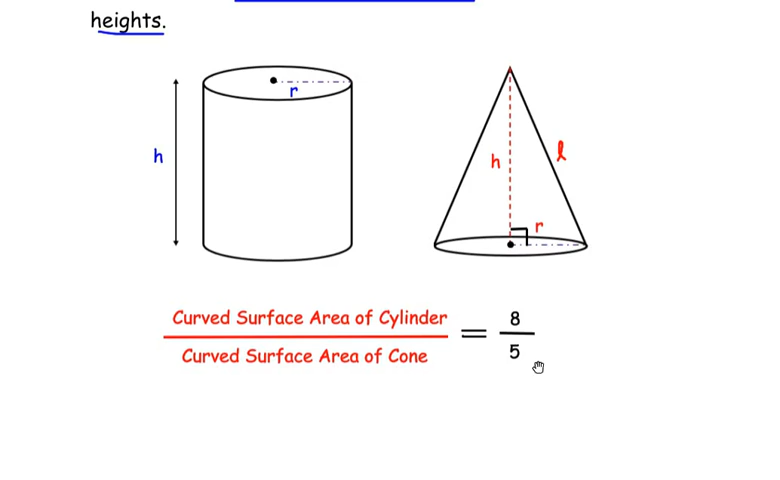 heights.
r
h
h
l
r
Curved Surface Area of Cylinder
Curved Surface Area of Cone
=
8
5